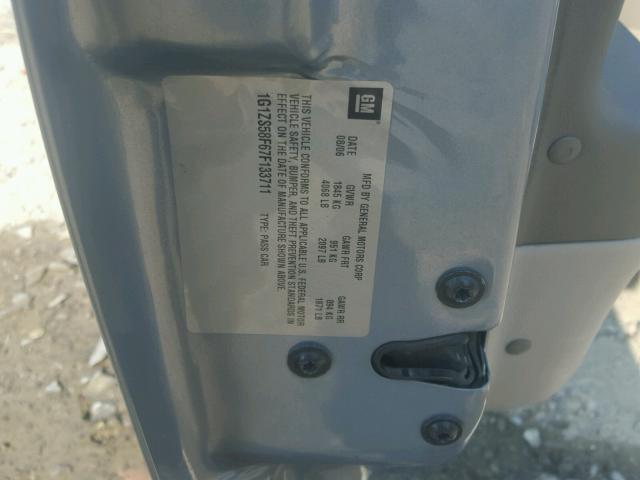 GM
MFD BY GENERAL MOTORS CORP
DATE GVWR GAWR FRT GAWR RR
08/06 1845 KG 951 KG 894 KG
4068 LB 2097 LB 1971 LB
THIS VEHICLE CONFORMS TO ALL APPLICABLE U.S. FEDERAL MOTOR
VEHICLE SAFETY, BUMPER, AND THEFT PREVENTION STANDARDS IN
EFFECT ON THE DATE OF MANUFACTURE SHOWN ABOVE.
1G1ZS58F67F133711 TYPE: PASS CAR